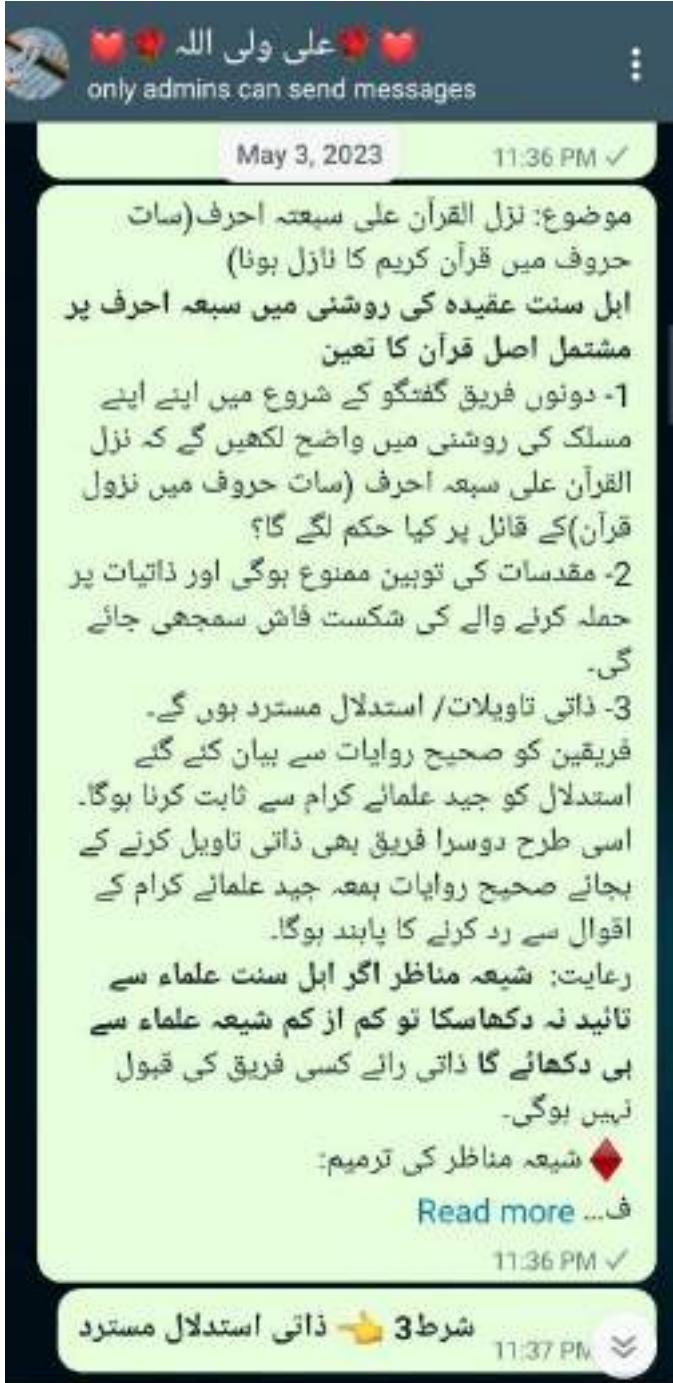 ❤️🌹علی ولی اللہ🌹❤️
only admins can send messages
11:36 PM
May 3, 2023
موضوع: نزل القرآن علی سبعتہ احرف(سات
حروف میں قرآن کریم کا نازل ہونا)
اہل سنت عقیدہ کی روشنی میں سبعہ احرف پر
مشتمل اصل قرآن کا تعین
1- دونوں فریق گفتگو کے شروع میں اپنے اپنے
مسلک کی روشنی میں واضح لکھیں گے کہ نزل
القرآن علی سبعہ احرف (سات حروف میں نزول
قرآن)کے قائل پر کیا حکم لگے گا؟
2- مقدسات کی توہین ممنوع ہوگی اور ذاتیات پر
حملہ کرنے والے کی شکست فاش سمجھی جائے
گی۔
3- ذاتی تاویلات/ استدلال مسترد ہوں گے۔
فریقین کو صحیح روایات سے بیان کئے گئے
استدلال کو جید علمائے کرام سے ثابت کرنا ہوگا۔
اسی طرح دوسرا فریق بھی ذاتی تاویل کرنے کے
بجائے صحیح روایات بمعہ جید علمائے کرام کے
اقوال سے رد کرنے کا پابند ہوگا۔
رعایت: شیعہ مناظر اگر اہل سنت علماء سے
تائید نہ دکھاسکا تو کم از کم شیعہ علماء سے
ہی دکھائے گا ذاتی رائے کسی فریق کی قبول
نہیں ہوگی۔
♦️ شیعہ مناظر کی ترمیم:
ف... Read more
11:36 PM
شرط3 👈 ذاتی استدلال مسترد
11:37 PM